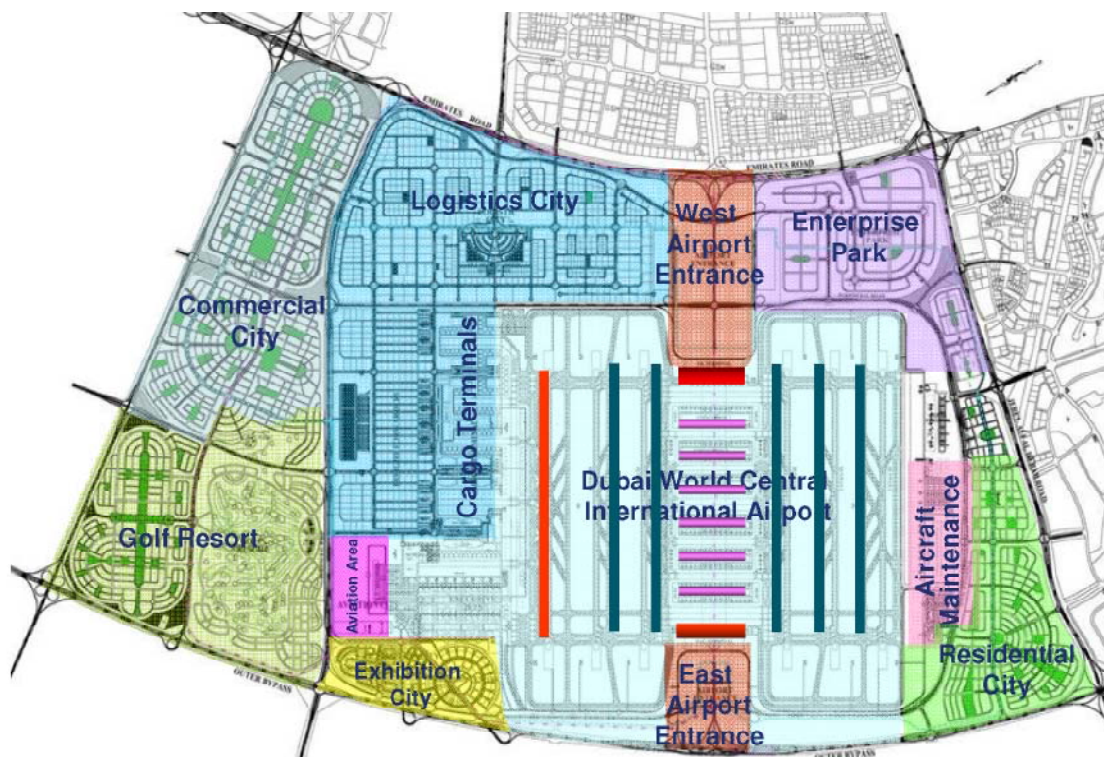 EMIRATES ROAD
EMIRATES ROAD
Logistics City
West
Airport
Entrance
Enterprise
Park
Commercial
City
Cargo Terminals
Dubai World Central
International Airport
Golf Resort
Aircraft
Maintenance
Aviation Area
Exhibition
City
East
Airport
Entrance
Residential
City
OUTER BYPASS
OUTER BYPASS